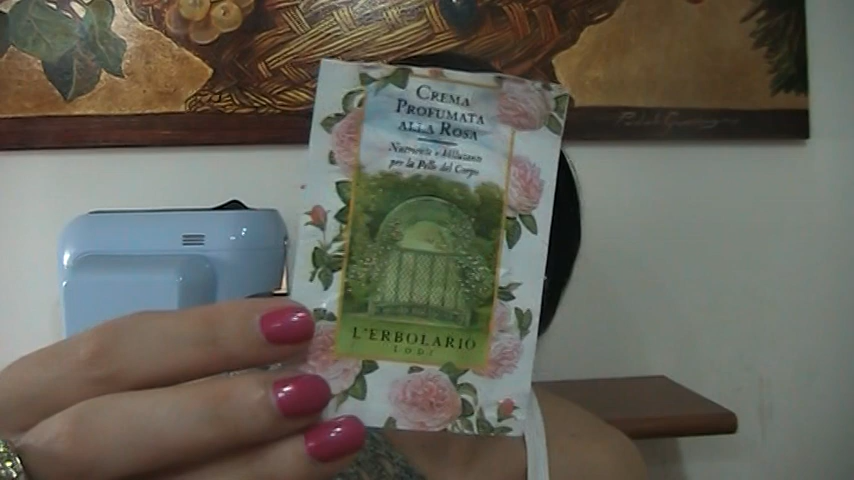 CREMA
PROFUMATA
ALLA ROSA
Nutriente e Idratante
per la Pelle del Corpo
L'ERBOLARIO
LODI